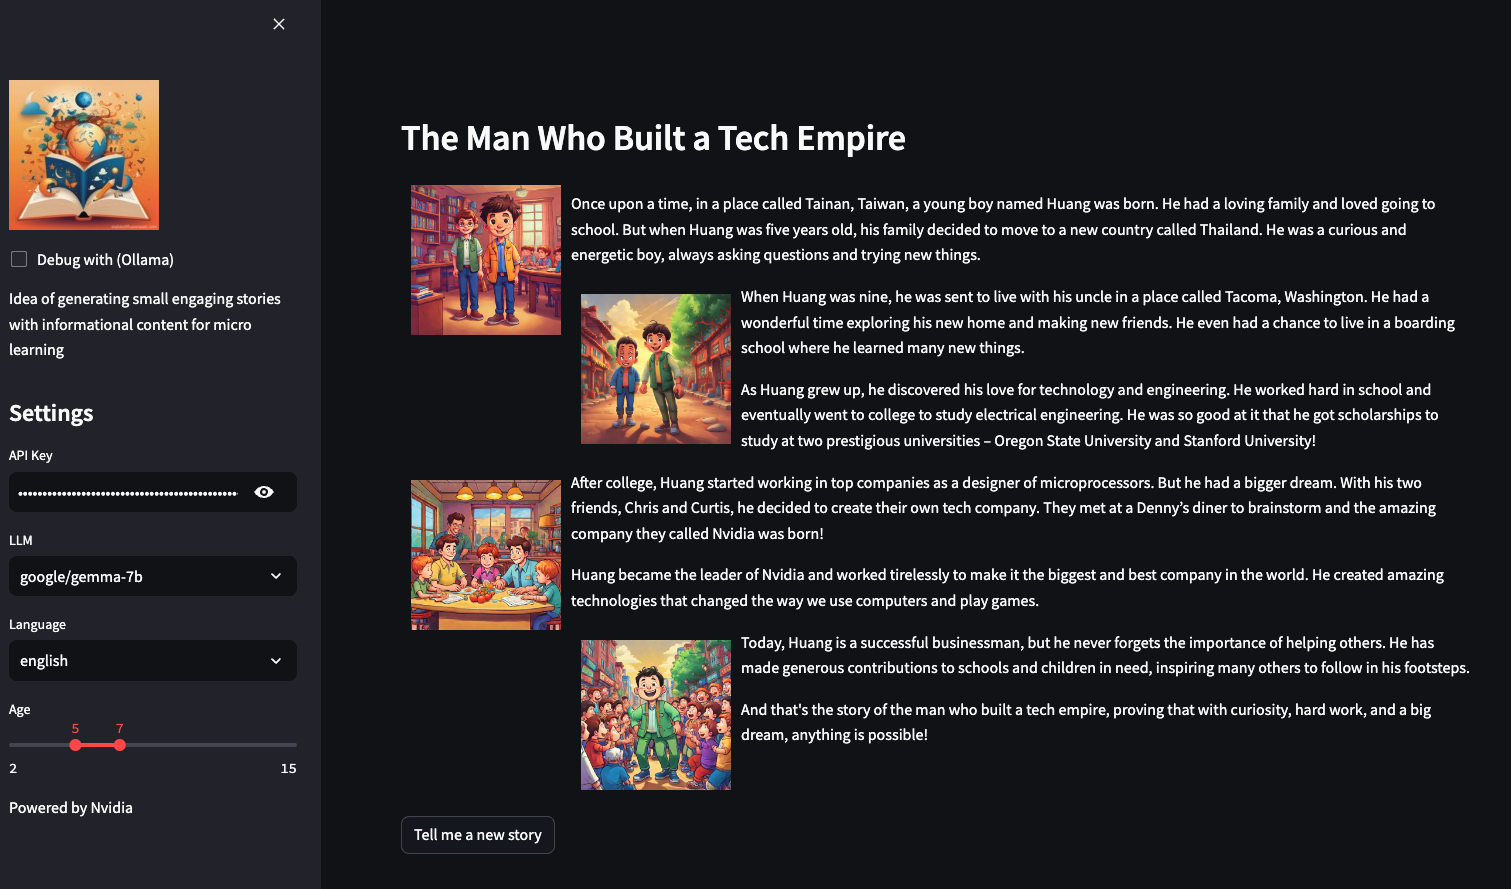 Debug with (Ollama)
Idea of generating small engaging stories
with informational content for micro
learning
Settings
API Key
LLM
google/gemma-7b
Language
english
Age
5 7
2 15
Powered by Nvidia
The Man Who Built a Tech Empire
Once upon a time, in a place called Tainan, Taiwan, a young boy named Huang was born. He had a loving family and loved going to
school. But when Huang was five years old, his family decided to move to a new country called Thailand. He was a curious and
energetic boy, always asking questions and trying new things.
When Huang was nine, he was sent to live with his uncle in a place called Tacoma, Washington. He had a
wonderful time exploring his new home and making new friends. He even had a chance to live in a boarding
school where he learned many new things.
As Huang grew up, he discovered his love for technology and engineering. He worked hard in school and
eventually went to college to study electrical engineering. He was so good at it that he got scholarships to
study at two prestigious universities – Oregon State University and Stanford University!
After college, Huang started working in top companies as a designer of microprocessors. But he had a bigger dream. With his two
friends, Chris and Curtis, he decided to create their own tech company. They met at a Denny’s diner to brainstorm and the amazing
company they called Nvidia was born!
Huang became the leader of Nvidia and worked tirelessly to make it the biggest and best company in the world. He created amazing
technologies that changed the way we use computers and play games.
Today, Huang is a successful businessman, but he never forgets the importance of helping others. He has
made generous contributions to schools and children in need, inspiring many others to follow in his footsteps.
And that's the story of the man who built a tech empire, proving that with curiosity, hard work, and a big
dream, anything is possible!
Tell me a new story